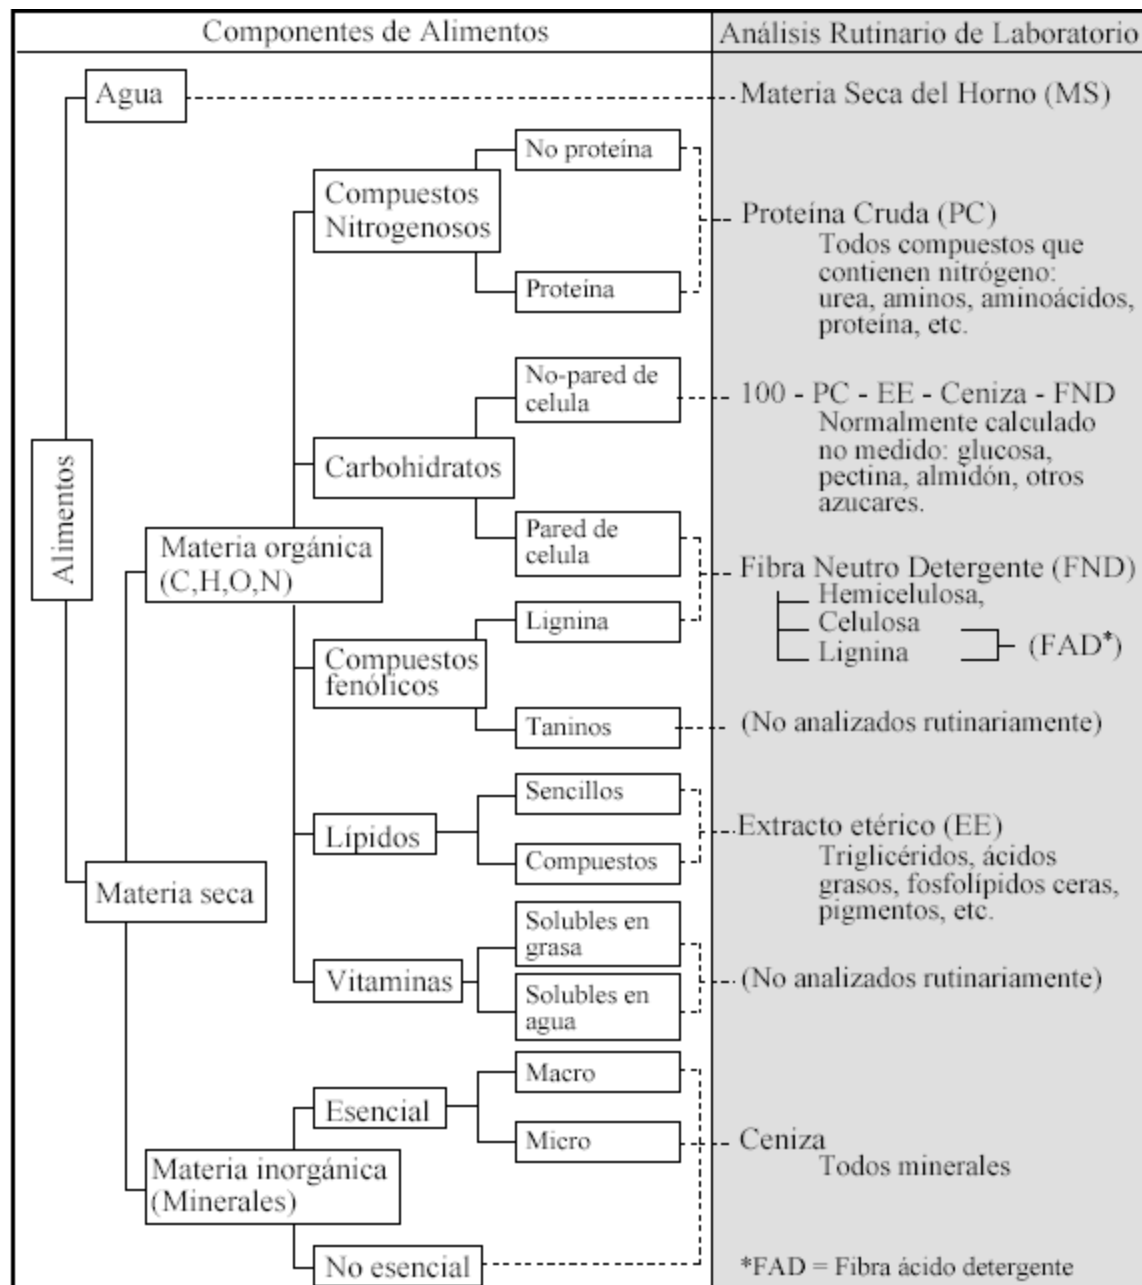 Componentes de Alimentos
Análisis Rutinario de Laboratorio
Agua
Materia Seca del Horno (MS)
No proteína
Compuestos
Nitrogenosos
Proteína Cruda (PC)
Todos compuestos que
contienen nitrógeno:
urea, aminos, aminoácidos,
proteína, etc.
Proteína
No-pared de
celula
100 - PC - EE - Ceniza - FND
Normalmente calculado
no medido: glucosa,
pectina, almidón, otros
azucares.
Carbohidratos
Pared de
celula
Alimentos
Materia orgánica
(C,H,O,N)
Fibra Neutro Detergente (FND)
Hemicelulosa,
Celulosa
Lignina
(FAD*)
Lignina
Compuestos
fenólicos
Taninos
(No analizados rutinariamente)
Sencillos
Lípidos
Compuestos
Extracto etérico (EE)
Triglicéridos, ácidos
grasos, fosfolípidos ceras,
pigmentos, etc.
Materia seca
Solubles en
grasa
Vitaminas
Solubles en
agua
(No analizados rutinariamente)
Macro
Esencial
Micro
Ceniza
Todos minerales
Materia inorgánica
(Minerales)
No esencial
*FAD = Fibra ácido detergente